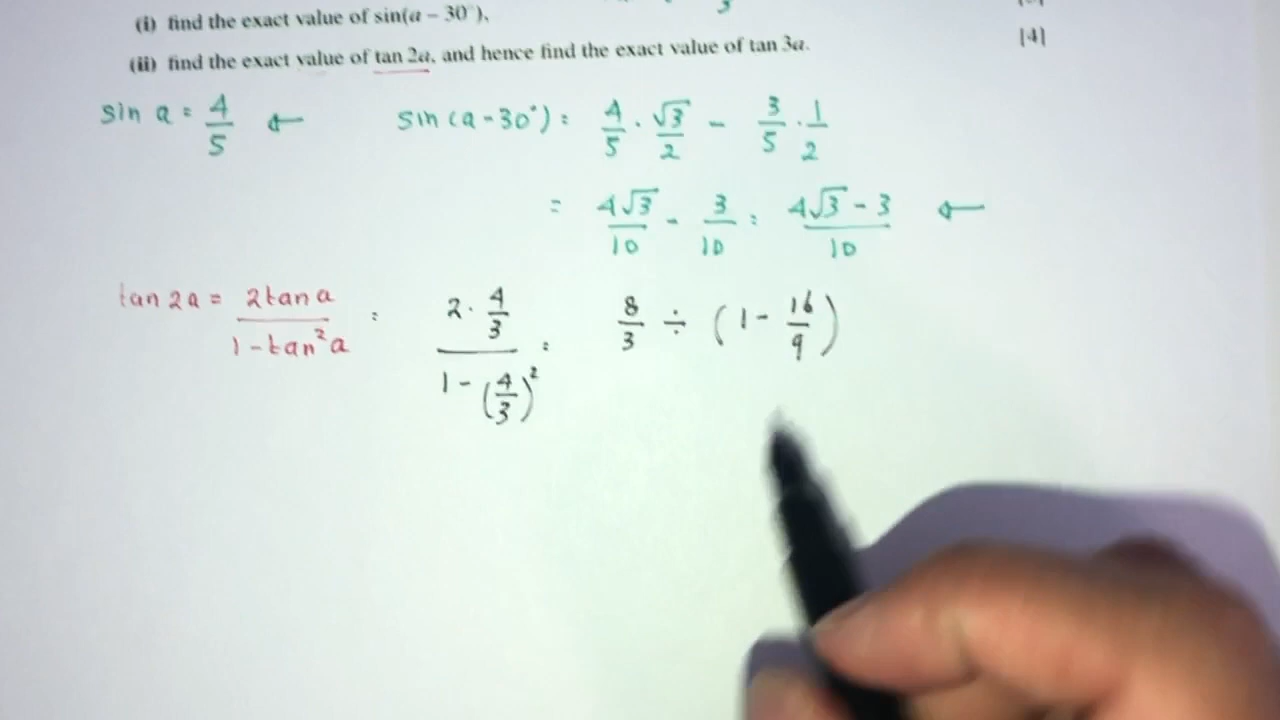 (i) find the exact value of sin(a − 30°),
(ii) find the exact value of tan 2a, and hence find the exact value of tan 3a. [4]
sin a = 4/5 ← sin(a - 30°) = 4/5 · √3/2 - 3/5 · 1/2
= 4√3/10 - 3/10 = (4√3 - 3)/10 ←
tan 2a = 2tan a/(1 - tan²a) = (2 · 4/3)/(1 - (4/3)²) = 8/3 ÷ (1 - 16/9)